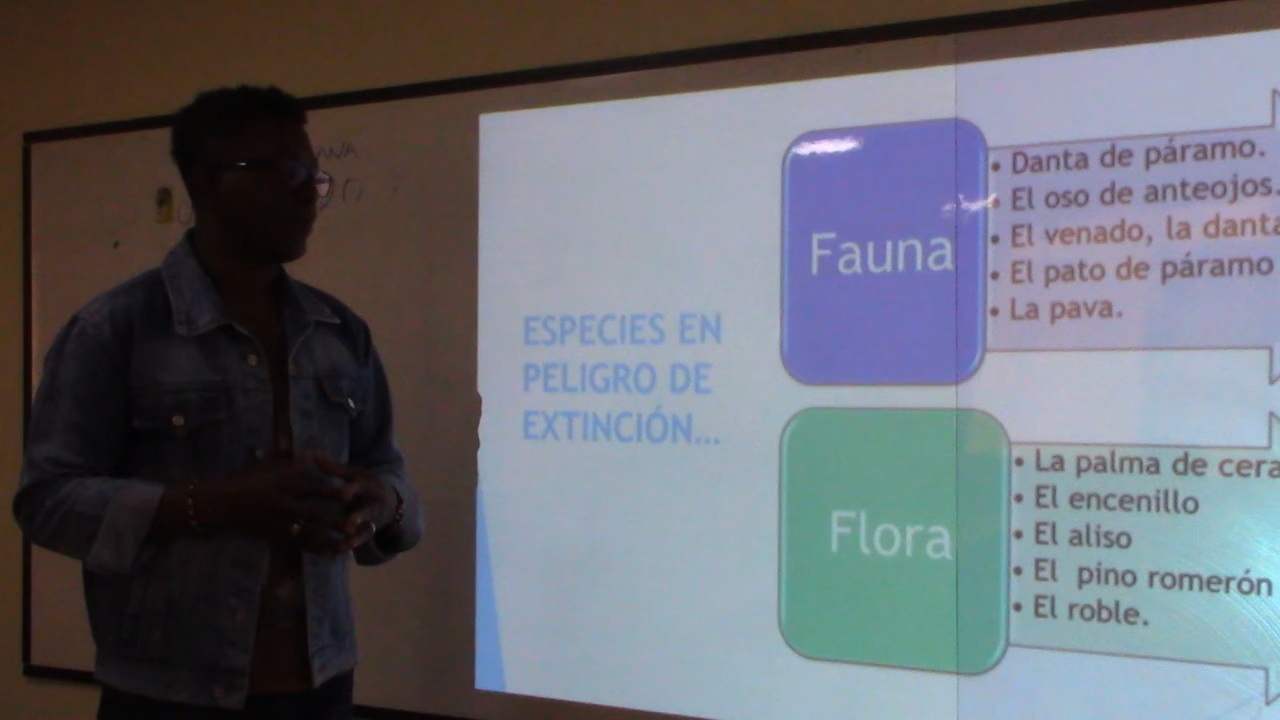 ESPECIES EN
PELIGRO DE
EXTINCIÓN...
Fauna
• Danta de páramo.
• El oso de anteojos.
• El venado, la danta
• El pato de páramo
• La pava.
Flora
• La palma de cera
• El encenillo
• El aliso
• El pino romerón
• El roble.